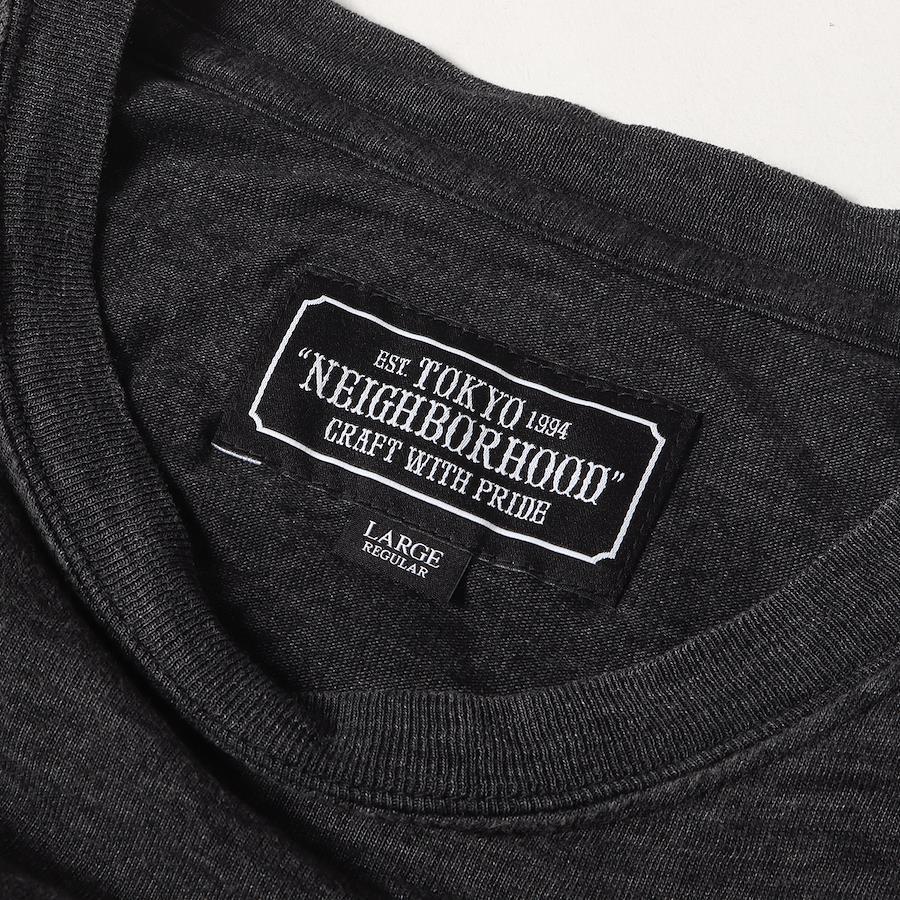 EST. TOKYO 1994
“NEIGHBORHOOD”
CRAFT WITH PRIDE
LARGE
REGULAR